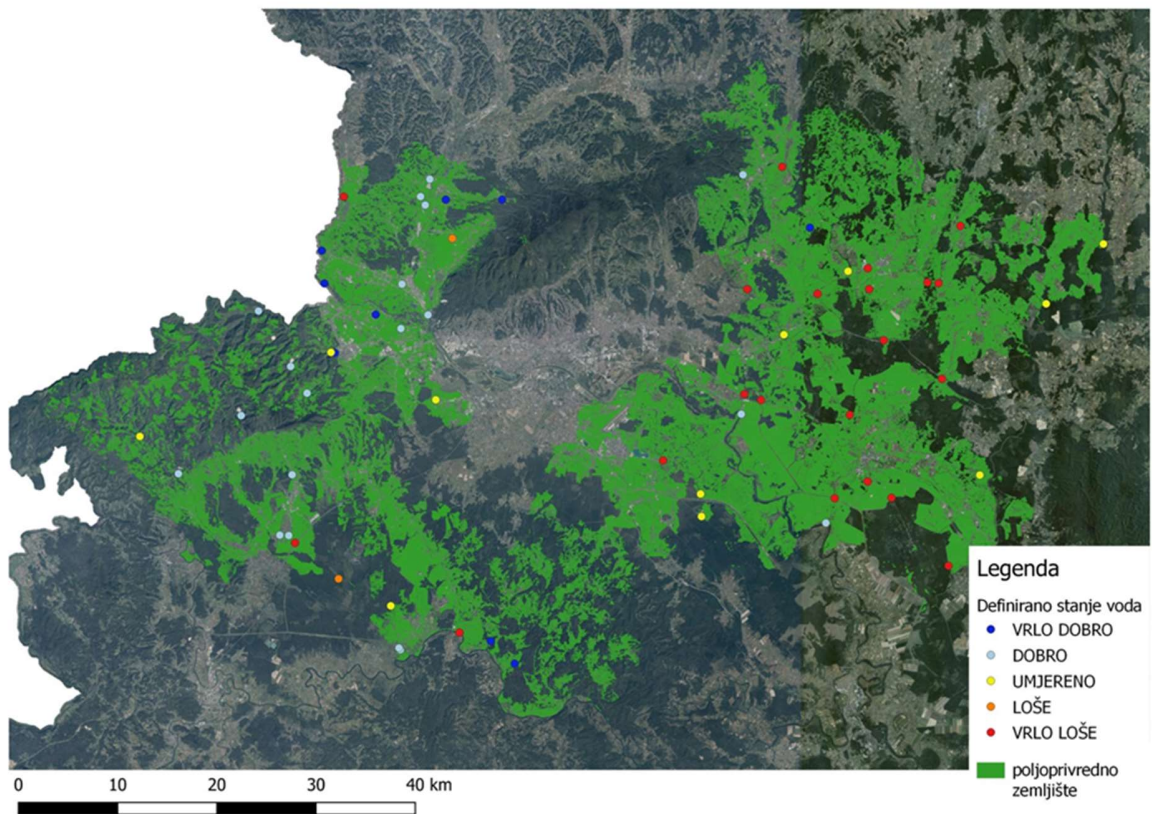 Legenda
Definirano stanje voda
VRLO DOBRO
DOBRO
UMJERENO
LOŠE
VRLO LOŠE
poljoprivredno
zemljište
0 10 20 30 40 km